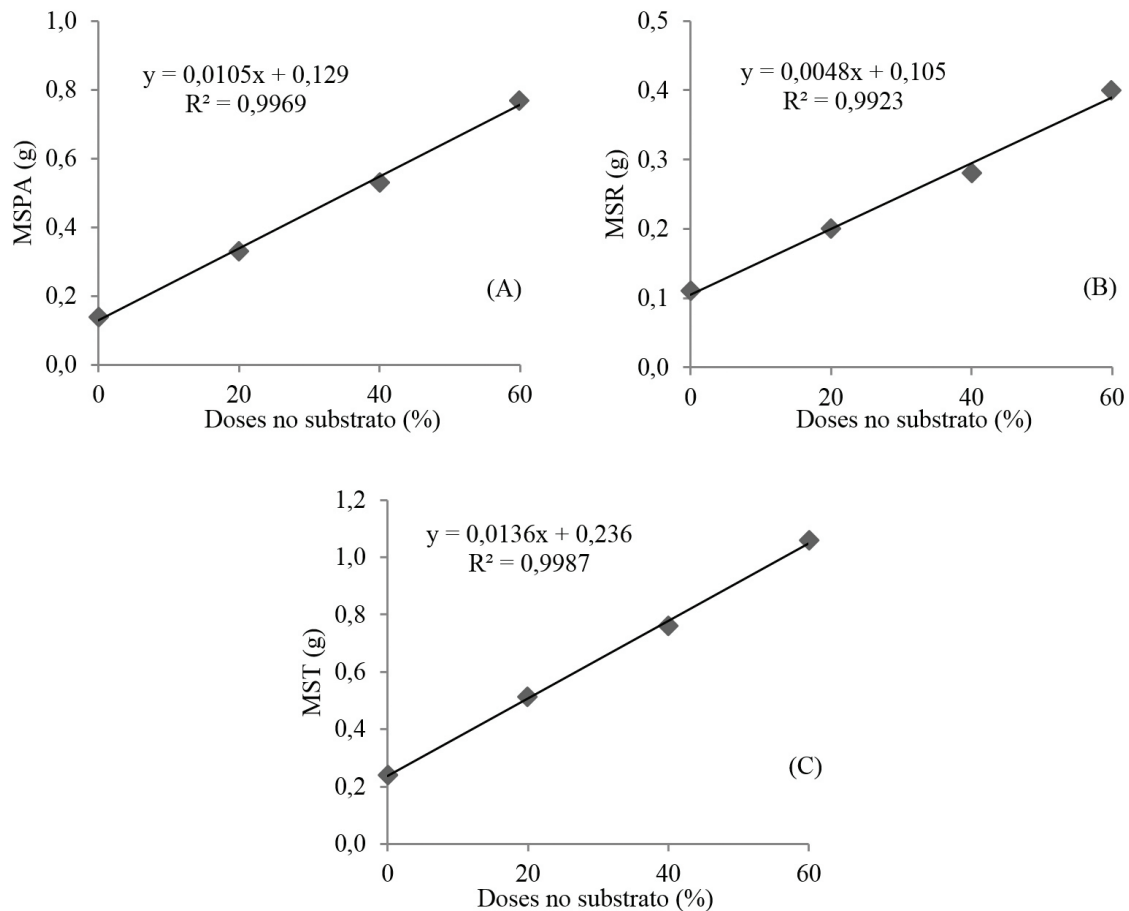 1,0
0,8
0,6
0,4
0,2
0,0
MSPA (g)
y = 0,0105x + 0,129
R² = 0,9969
(A)
0 20 40 60
Doses no substrato (%)
0,5
0,4
0,3
0,2
0,1
0,0
MSR (g)
y = 0,0048x + 0,105
R² = 0,9923
(B)
0 20 40 60
Doses no substrato (%)
1,2
1,0
0,8
0,6
0,4
0,2
0,0
MST (g)
y = 0,0136x + 0,236
R² = 0,9987
(C)
0 20 40 60
Doses no substrato (%)